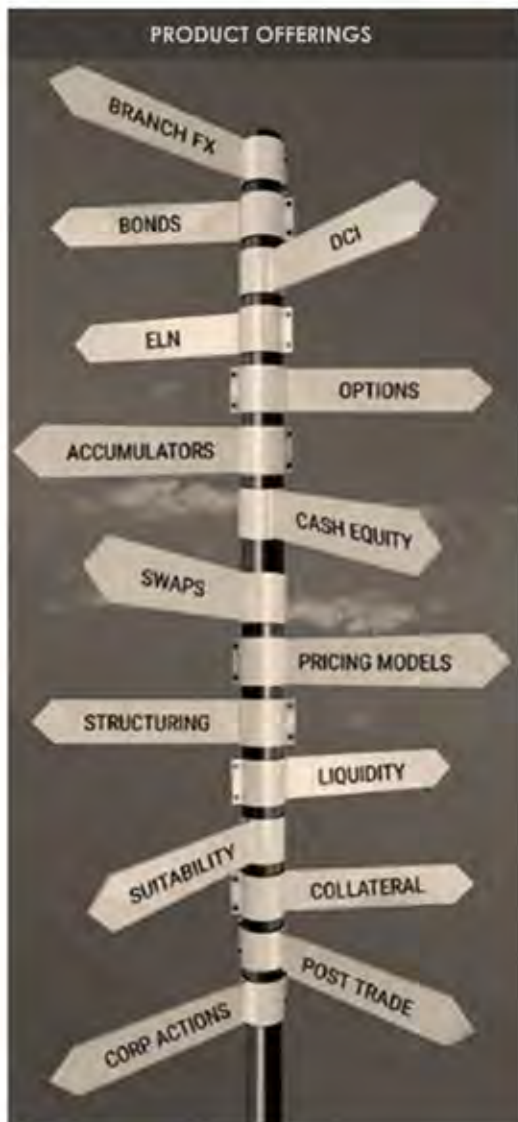 PRODUCT OFFERINGS
BRANCH FX
BONDS
DCI
ELN
OPTIONS
ACCUMULATORS
CASH EQUITY
SWAPS
PRICING MODELS
STRUCTURING
LIQUIDITY
SUITABILITY
COLLATERAL
POST TRADE
CORP ACTIONS